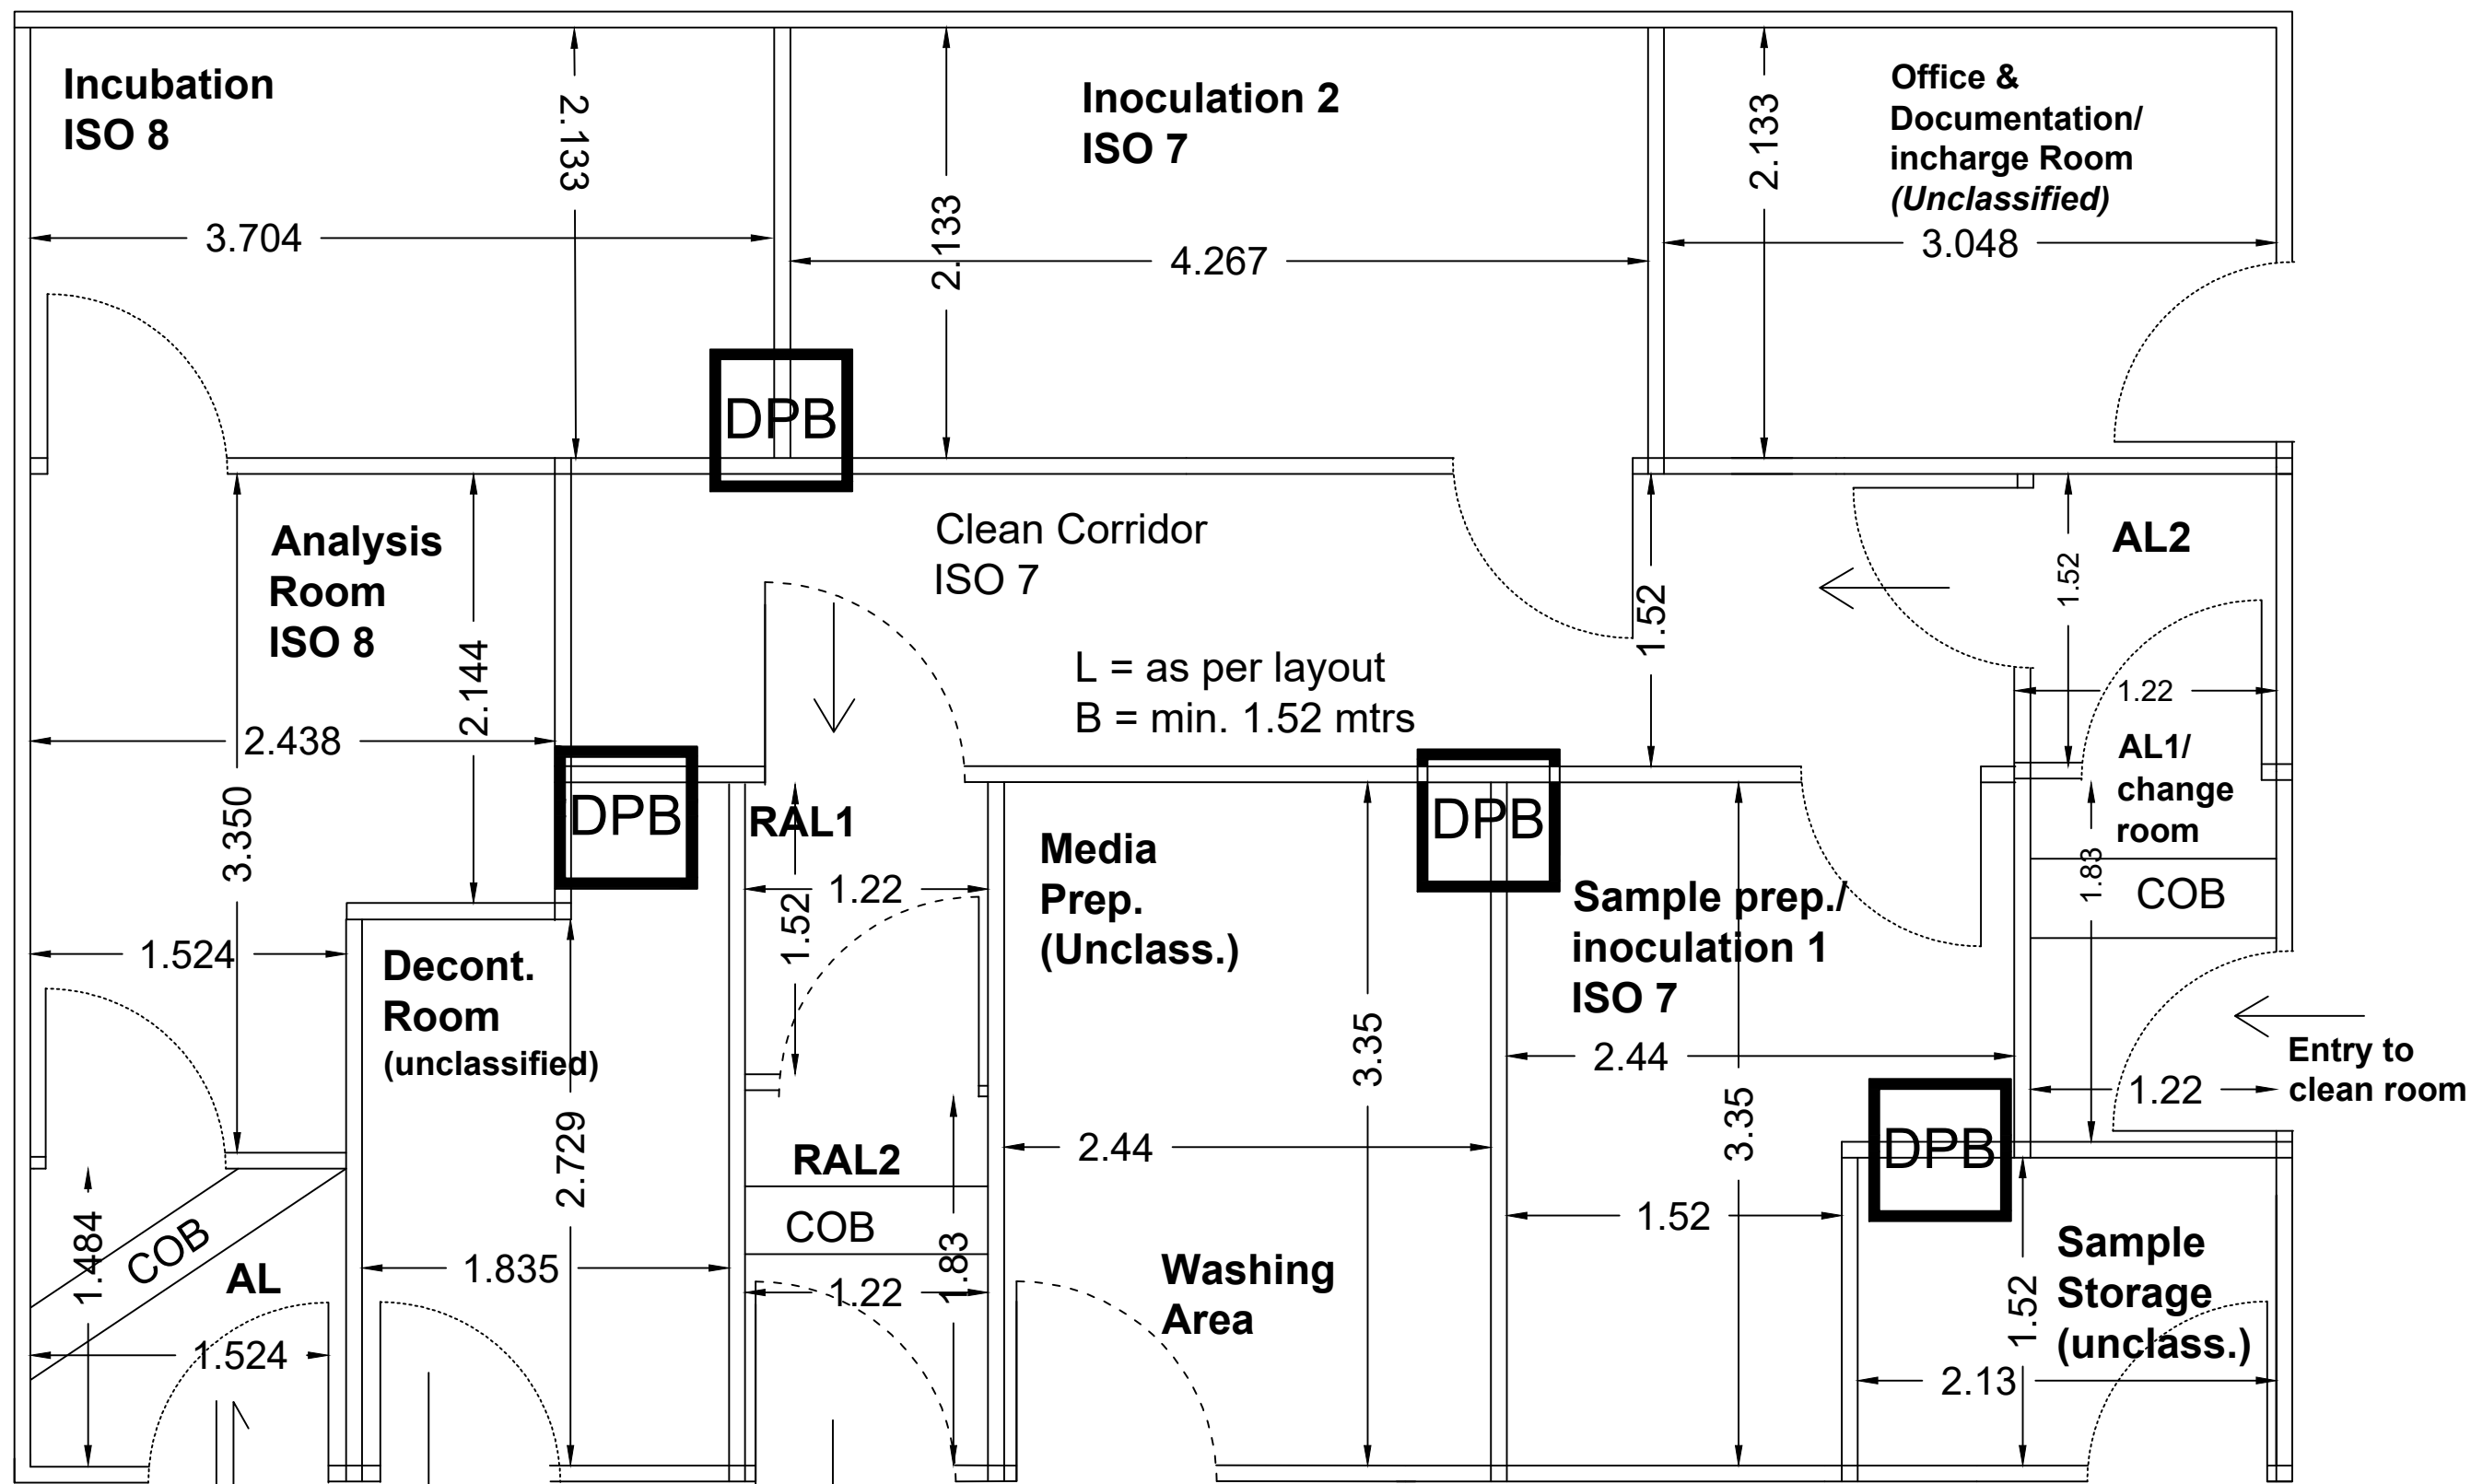 Incubation
ISO 8
2.133
3.704
Inoculation 2
ISO 7
2.133
4.267
2.133
Office &
Documentation/
incharge Room
(Unclassified)
3.048
DPB
Analysis
Room
ISO 8
2.144
2.438
3.350
1.524
Clean Corridor
ISO 7
L = as per layout
B = min. 1.52 mtrs
1.52
AL2
1.52
1.22
AL1/
change
room
1.83
COB
Entry to
clean room
1.22
DPB
RAL1
1.22
1.52
DPB
Media
Prep.
(Unclass.)
3.35
2.44
Washing
Area
Sample prep./
inoculation 1
ISO 7
2.44
3.35
1.52
DPB
Sample
Storage
(unclass.)
1.52
2.13
Decont.
Room
(unclassified)
2.729
1.835
RAL2
COB
1.83
1.22
1.484
COB
AL
1.524